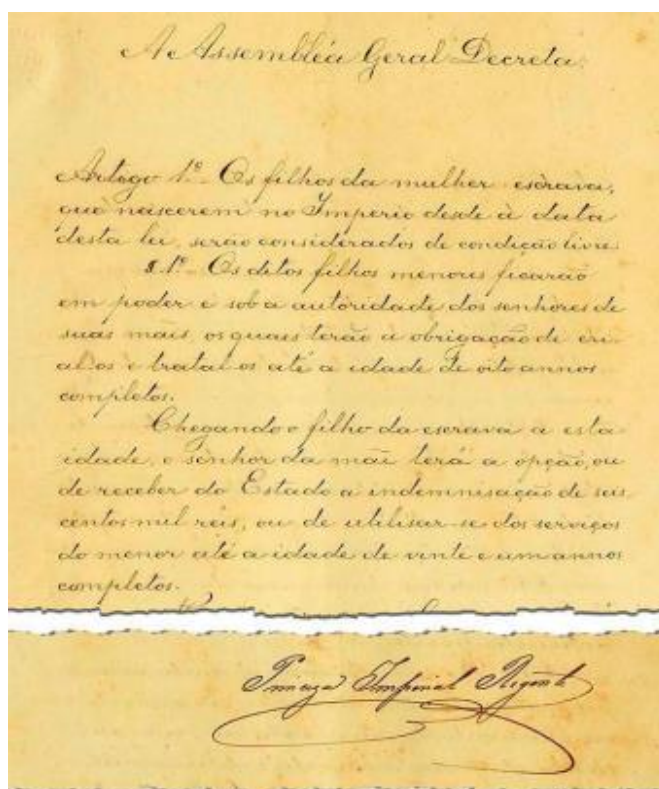 A Assembléa Geral Decreta:
Artigo 1º Os filhos da mulher escrava,
que nascerem no Imperio desde a data
desta lei, serão considerados de condição livre.
§ 1º Os ditos filhos menores ficarão
em poder e sob a autoridade dos senhores de
suas mãis, os quais terão a obrigação de cri-
al-os e tratal-os até a idade de oito annos
completos.
Chegando o filho da escrava a esta
idade, o senhor da mãi terá a opção, ou
de receber do Estado a indemnisação de seis
centos mil reis, ou de utilisar-se dos serviços
do menor até a idade de vinte e um annos
completos.
Princeza Imperial Regente